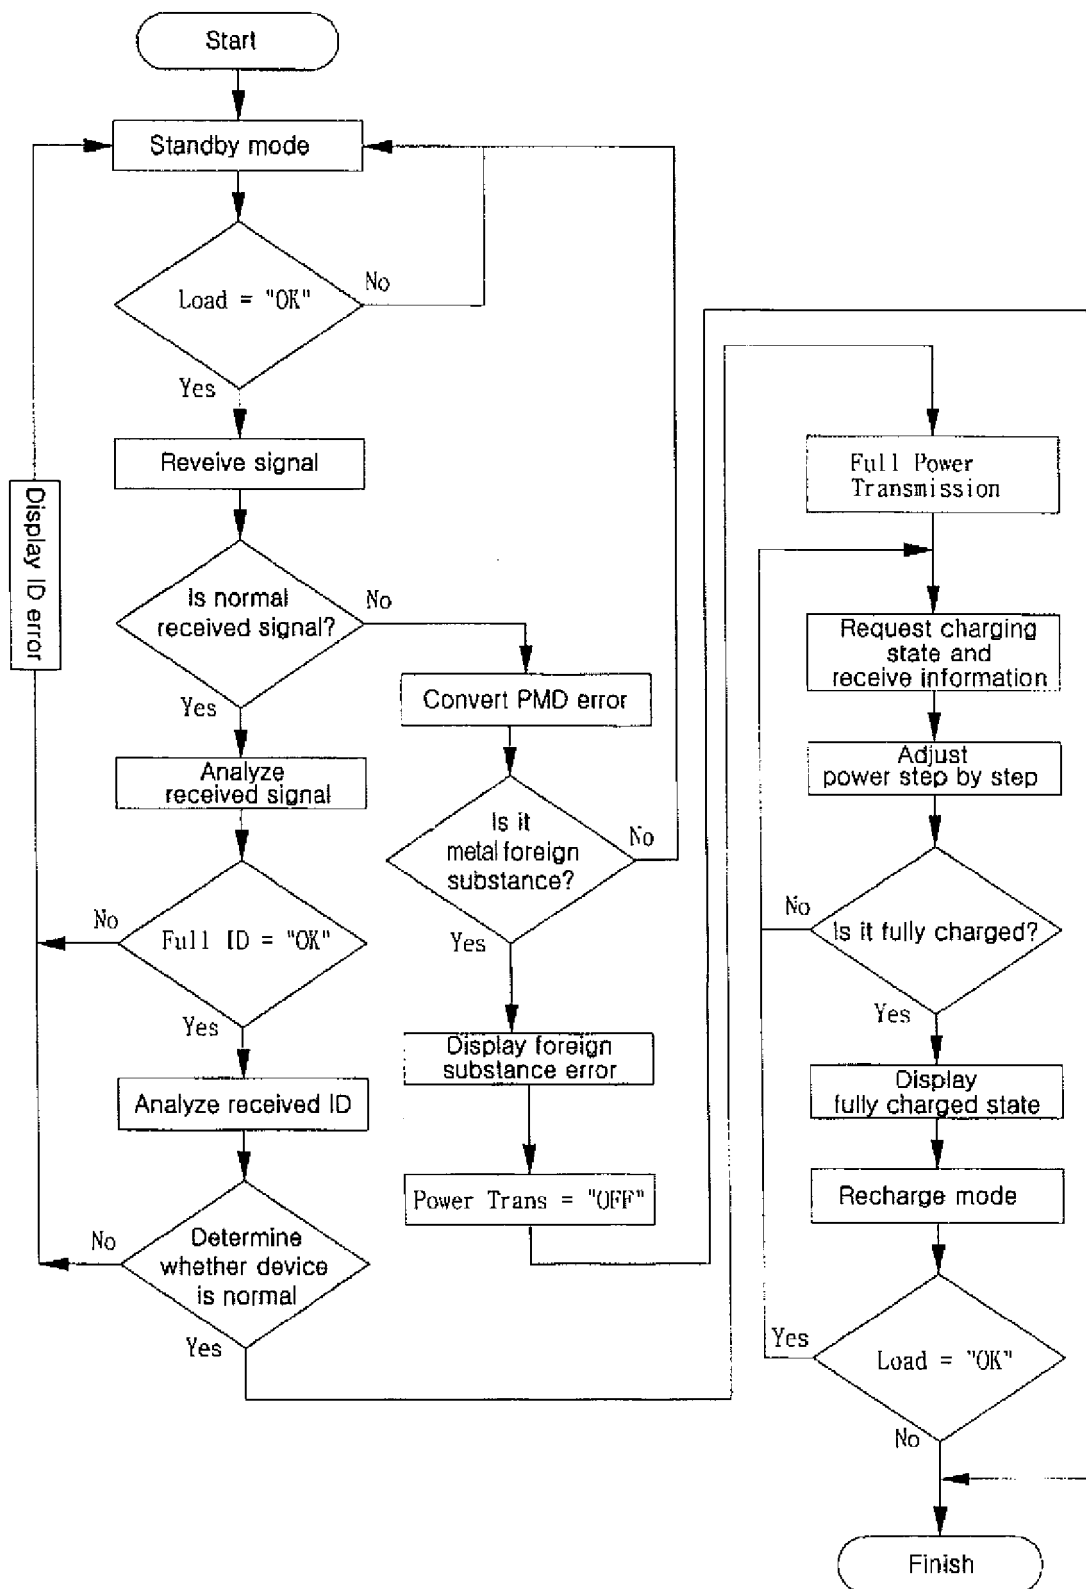 Start
Standby mode
Load = "OK"
No
Yes
Reveive signal
Display ID error
Is normal
received signal?
No
Yes
Analyze
received signal
Full ID = "OK"
No
Yes
Analyze received ID
Determine
whether device
is normal
No
Yes
Convert PMD error
Is it
metal foreign
substance?
No
Yes
Display foreign
substance error
Power Trans = "OFF"
Full Power
Transmission
Request charging
state and
receive information
Adjust
power step by step
Is it fully charged?
No
Yes
Display
fully charged state
Recharge mode
Load = "OK"
Yes
No
Finish